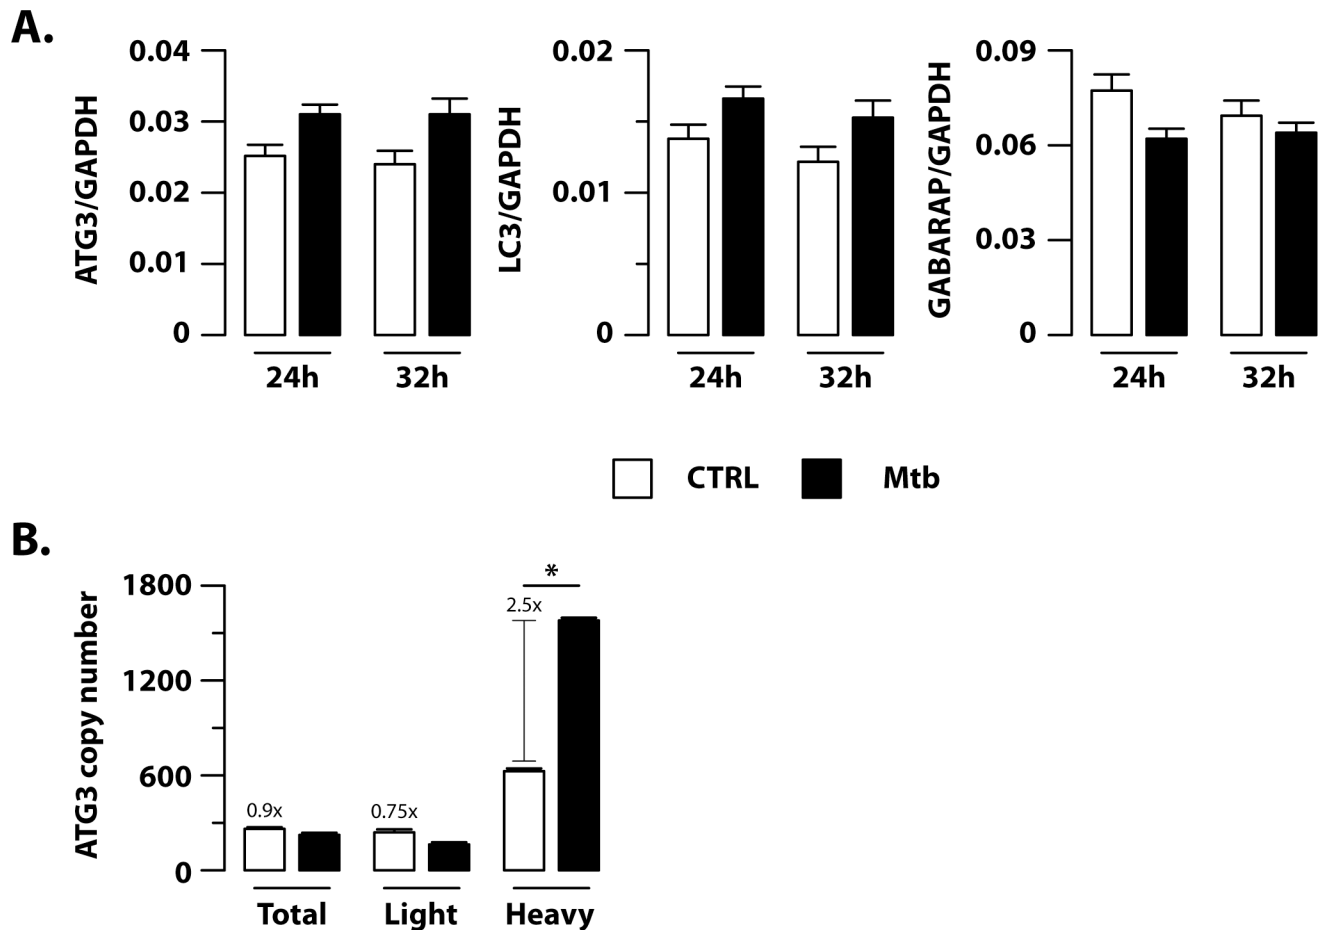 A.
ATG3/GAPDH
0.04
0.03
0.02
0.01
0
24h 32h
LC3/GAPDH
0.02
0.01
0
24h 32h
GABARAP/GAPDH
0.09
0.06
0.03
0
24h 32h
CTRL Mtb
B.
ATG3 copy number
1800
1200
600
0
0.9x
0.75x
2.5x
*
Total Light Heavy